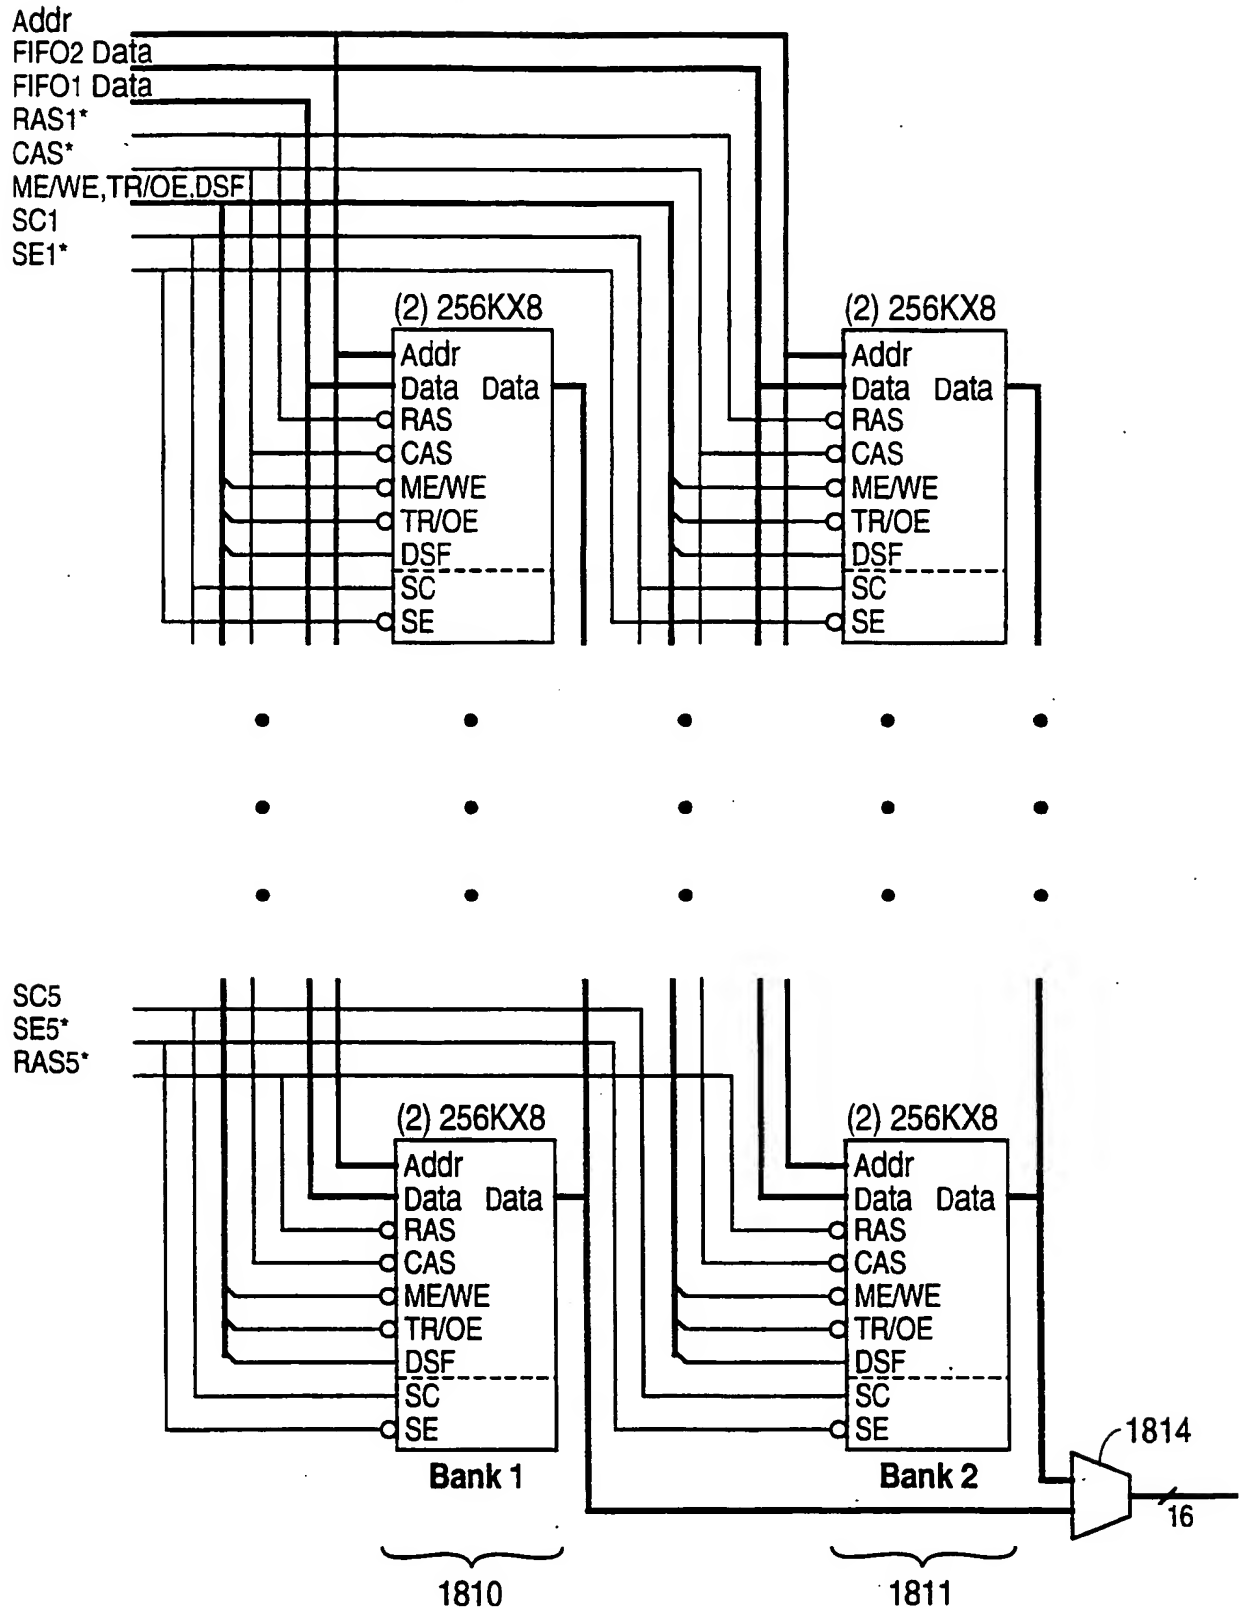 Addr
FIFO2 Data
FIFO1 Data
RAS1*
CAS*
ME/WE,TR/OE.DSF
SC1
SE1*
(2) 256KX8
Addr
Data Data
RAS
CAS
ME/WE
TR/OE
DSF
SC
SE
(2) 256KX8
Addr
Data Data
RAS
CAS
ME/WE
TR/OE
DSF
SC
SE
SC5
SE5*
RAS5*
(2) 256KX8
Addr
Data Data
RAS
CAS
ME/WE
TR/OE
DSF
SC
SE
Bank 1
(2) 256KX8
Addr
Data Data
RAS
CAS
ME/WE
TR/OE
DSF
SC
SE
Bank 2
1814
16
1810
1811